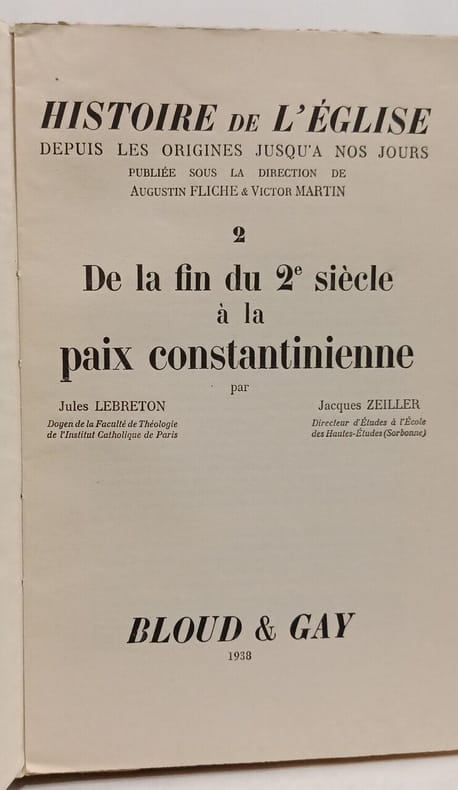 HISTOIRE DE L'ÉGLISE
DEPUIS LES ORIGINES JUSQU'A NOS JOURS
PUBLIÉE SOUS LA DIRECTION DE
AUGUSTIN FLICHE & VICTOR MARTIN
2
De la fin du 2e siècle
à la
paix constantinienne
par
Jules LEBRETON Jacques ZEILLER
Doyen de la Faculté de Théologie Directeur d'Études à l'École
de l'Institut Catholique de Paris des Hautes-Études (Sorbonne)
BLOUD & GAY
1938